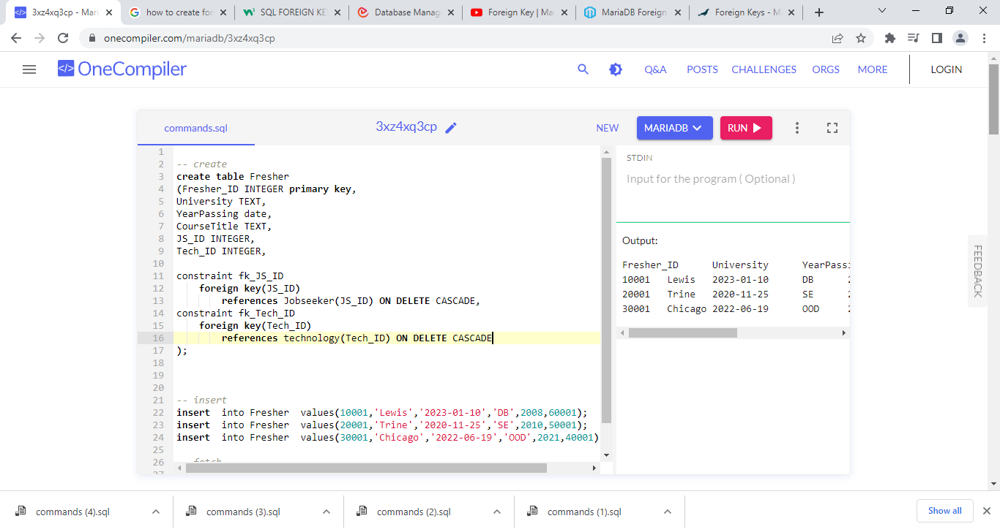 3xz4xq3cp - Mari
how to create for
SQL FOREIGN KE
Database Manag
Foreign Key | Ma
MariaDB Foreign
Foreign Keys - M
onecompiler.com/mariadb/3xz4xq3cp
</> OneCompiler
Q&A POSTS CHALLENGES ORGS MORE LOGIN
commands.sql 3xz4xq3cp NEW MARIADB RUN
1
2 -- create
3 create table Fresher
4 (Fresher_ID INTEGER primary key,
5 University TEXT,
6 YearPassing date,
7 CourseTitle TEXT,
8 JS_ID INTEGER,
9 Tech_ID INTEGER,
10
11 constraint fk_JS_ID
12 foreign key(JS_ID)
13 references Jobseeker(JS_ID) ON DELETE CASCADE,
14 constraint fk_Tech_ID
15 foreign key(Tech_ID)
16 references technology(Tech_ID) ON DELETE CASCADE
17 );
18
19
20
21 -- insert
22 insert into Fresher values(10001,'Lewis','2023-01-10','DB',2008,60001);
23 insert into Fresher values(20001,'Trine','2020-11-25','SE',2010,50001);
24 insert into Fresher values(30001,'Chicago','2022-06-19','OOD',2021,40001)
25
26 -- fetch
27
STDIN
Input for the program ( Optional )
Output:
Fresher_ID University YearPassi
10001 Lewis 2023-01-10 DB 2
20001 Trine 2020-11-25 SE 2
30001 Chicago 2022-06-19 OOD 2
FEEDBACK
commands (4).sql
commands (3).sql
commands (2).sql
commands (1).sql
Show all